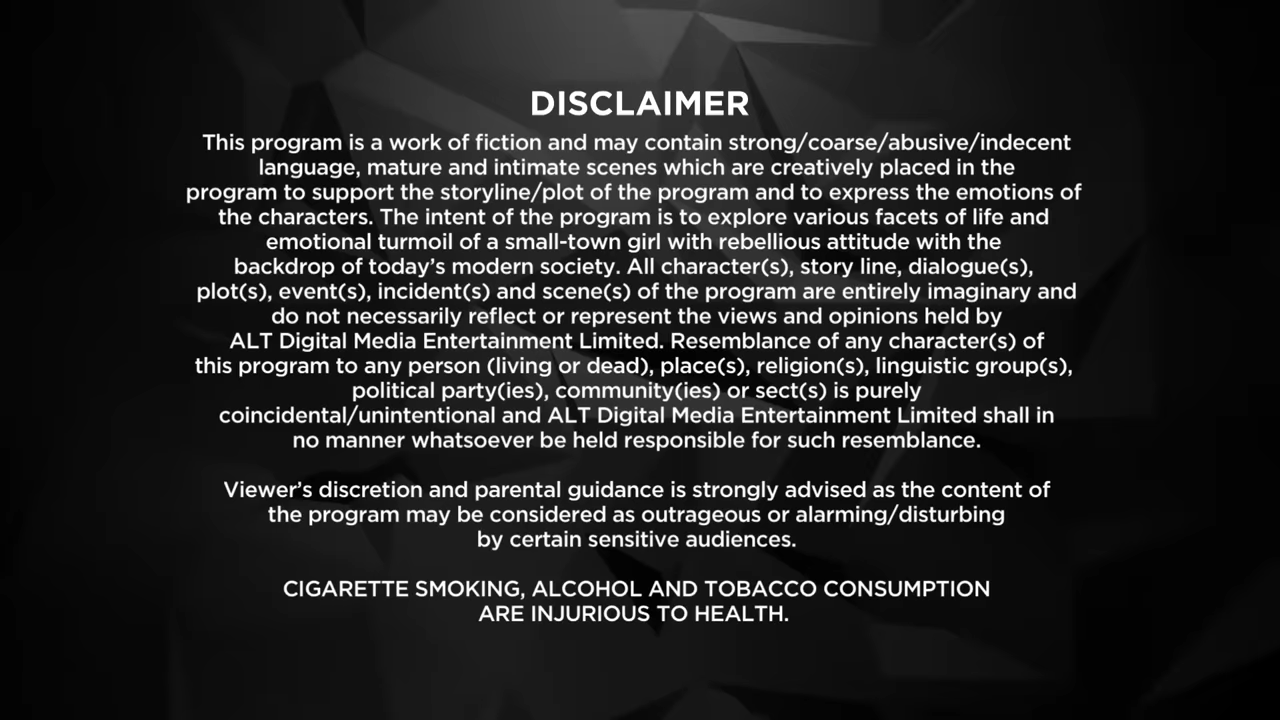 DISCLAIMER
This program is a work of fiction and may contain strong/coarse/abusive/indecent
language, mature and intimate scenes which are creatively placed in the
program to support the storyline/plot of the program and to express the emotions of
the characters. The intent of the program is to explore various facets of life and
emotional turmoil of a small-town girl with rebellious attitude with the
backdrop of today's modern society. All character(s), story line, dialogue(s),
plot(s), event(s), incident(s) and scene(s) of the program are entirely imaginary and
do not necessarily reflect or represent the views and opinions held by
ALT Digital Media Entertainment Limited. Resemblance of any character(s) of
this program to any person (living or dead), place(s), religion(s), linguistic group(s),
political party(ies), community(ies) or sect(s) is purely
coincidental/unintentional and ALT Digital Media Entertainment Limited shall in
no manner whatsoever be held responsible for such resemblance.
Viewer's discretion and parental guidance is strongly advised as the content of
the program may be considered as outrageous or alarming/disturbing
by certain sensitive audiences.
CIGARETTE SMOKING, ALCOHOL AND TOBACCO CONSUMPTION
ARE INJURIOUS TO HEALTH.